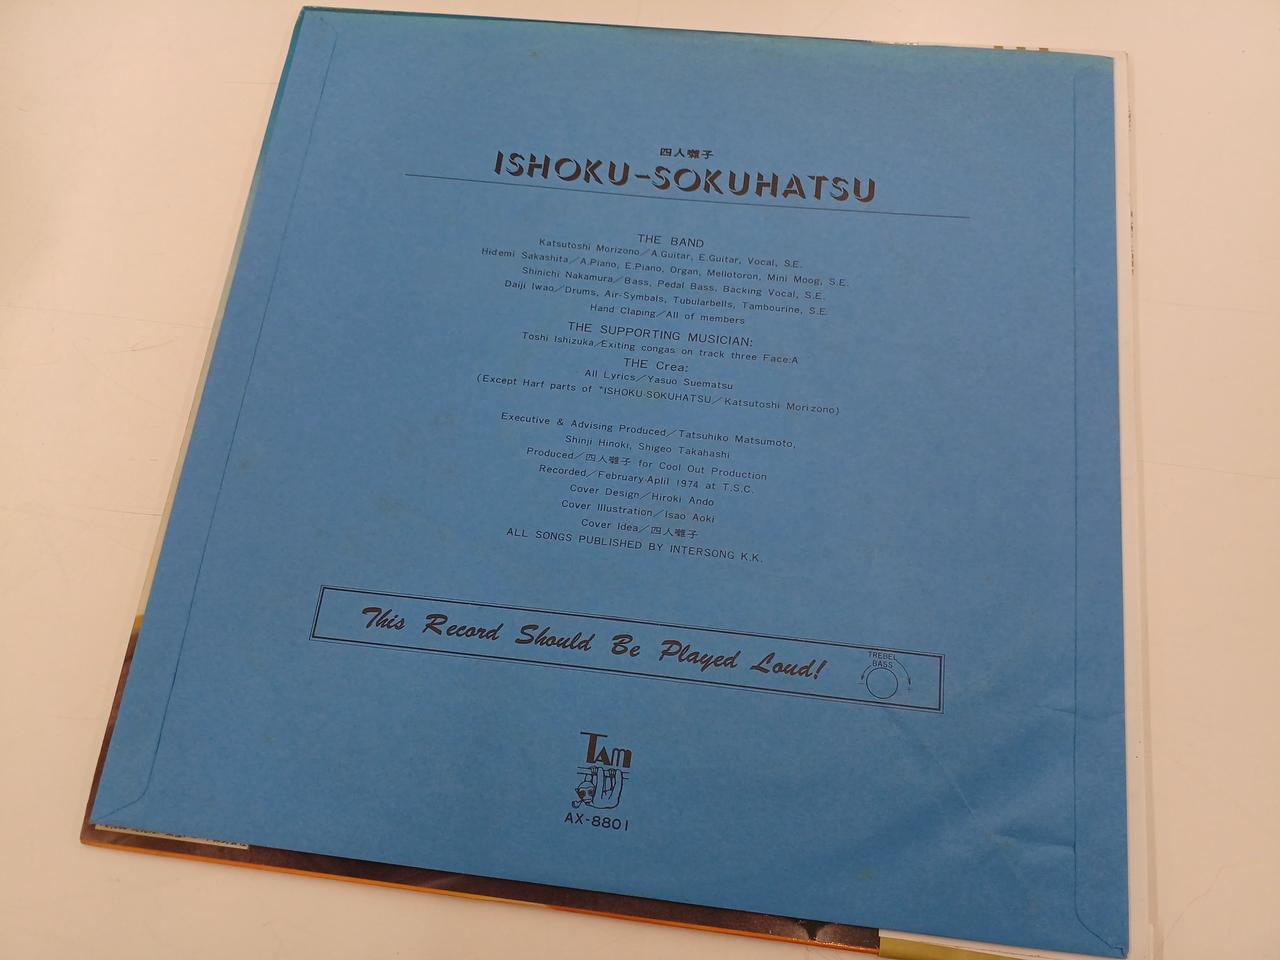 四人囃子
ISHOKU-SOKUHATSU
THE BAND
Katsutoshi Morizono/A.Guitar, E.Guitar, Vocal, S.E.
Hidemi Sakashita/A.Piano, E.Piano, Organ, Mellotoron, Mini Moog, S.E.
Shinichi Nakamura/Bass, Pedal Bass, Backing Vocal, S.E.
Daiji Iwao/Drums, Air-Symbals, Tubularbells, Tambourine, S.E.
Hand Claping/All of members
THE SUPPORTING MUSICIAN:
Toshi Ishizuka/Exiting congas on track three Face:A
THE Crea:
All Lyrics/Yasuo Suematsu
(Except Harf parts of "ISHOKU-SOKUHATSU/Katsutoshi Morizono)
Executive & Advising Produced/Tatsuhiko Matsumoto,
Shinji Hinoki, Shigeo Takahashi
Produced/四人囃子 for Cool Out Production
Recorded/February-Aplil 1974 at T.S.C.
Cover Design/Hiroki Ando
Cover Illustration/Isao Aoki
Cover Idea/四人囃子
ALL SONGS PUBLISHED BY INTERSONG K.K.
This Record Should Be Played Loud!
TREBEL
BASS
TAM
AX-8801